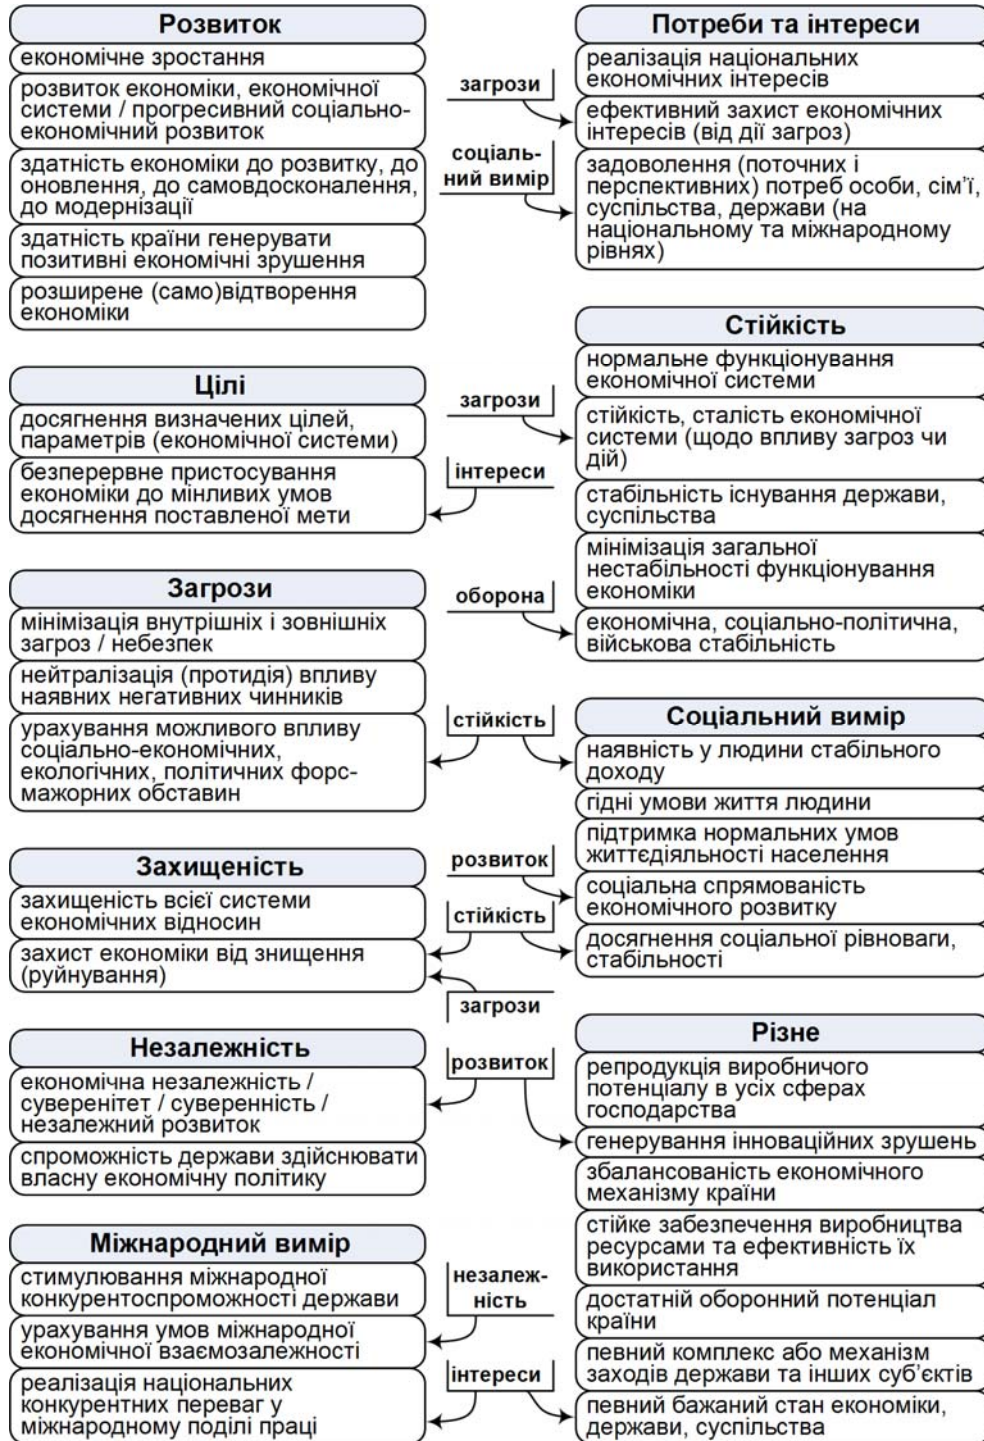 Розвиток
економічне зростання
розвиток економіки, економічної
системи / прогресивний соціально-
економічний розвиток
здатність економіки до розвитку, до
оновлення, до самовдосконалення,
до модернізації
здатність країни генерувати
позитивні економічні зрушення
розширене (само)відтворення
економіки
Цілі
досягнення визначених цілей,
параметрів (економічної системи)
безперервне пристосування
економіки до мінливих умов
досягнення поставленої мети
Загрози
мінімізація внутрішніх і зовнішніх
загроз / небезпек
нейтралізація (протидія) впливу
наявних негативних чинників
урахування можливого впливу
соціально-економічних,
екологічних, політичних форс-
мажорних обставин
Захищеність
захищеність всієї системи
економічних відносин
захист економіки від знищення
(руйнування)
Незалежність
економічна незалежність /
суверенітет / суверенність /
незалежний розвиток
спроможність держави здійснювати
власну економічну політику
Міжнародний вимір
стимулювання міжнародної
конкурентоспроможності держави
урахування умов міжнародної
економічної взаємозалежності
реалізація національних
конкурентних переваг у
міжнародному поділі праці
загрози
соціаль-
ний вимір
загрози
інтереси
оборона
стійкість
розвиток
стійкість
загрози
розвиток
незалеж-
ність
інтереси
Потреби та інтереси
реалізація національних
економічних інтересів
ефективний захист економічних
інтересів (від дії загроз)
задоволення (поточних і
перспективних) потреб особи, сім’ї,
суспільства, держави (на
національному та міжнародному
рівнях)
Стійкість
нормальне функціонування
економічної системи
стійкість, сталість економічної
системи (щодо впливу загроз чи
дій)
стабільність існування держави,
суспільства
мінімізація загальної
нестабільності функціонування
економіки
економічна, соціально-політична,
військова стабільність
Соціальний вимір
наявність у людини стабільного
доходу
гідні умови життя людини
підтримка нормальних умов
життєдіяльності населення
соціальна спрямованість
економічного розвитку
досягнення соціальної рівноваги,
стабільності
Різне
репродукція виробничого
потенціалу в усіх сферах
господарства
генерування інноваційних зрушень
збалансованість економічного
механізму країни
стійке забезпечення виробництва
ресурсами та ефективність їх
використання
достатній оборонний потенціал
країни
певний комплекс або механізм
заходів держави та інших суб’єктів
певний бажаний стан економіки,
держави, суспільства